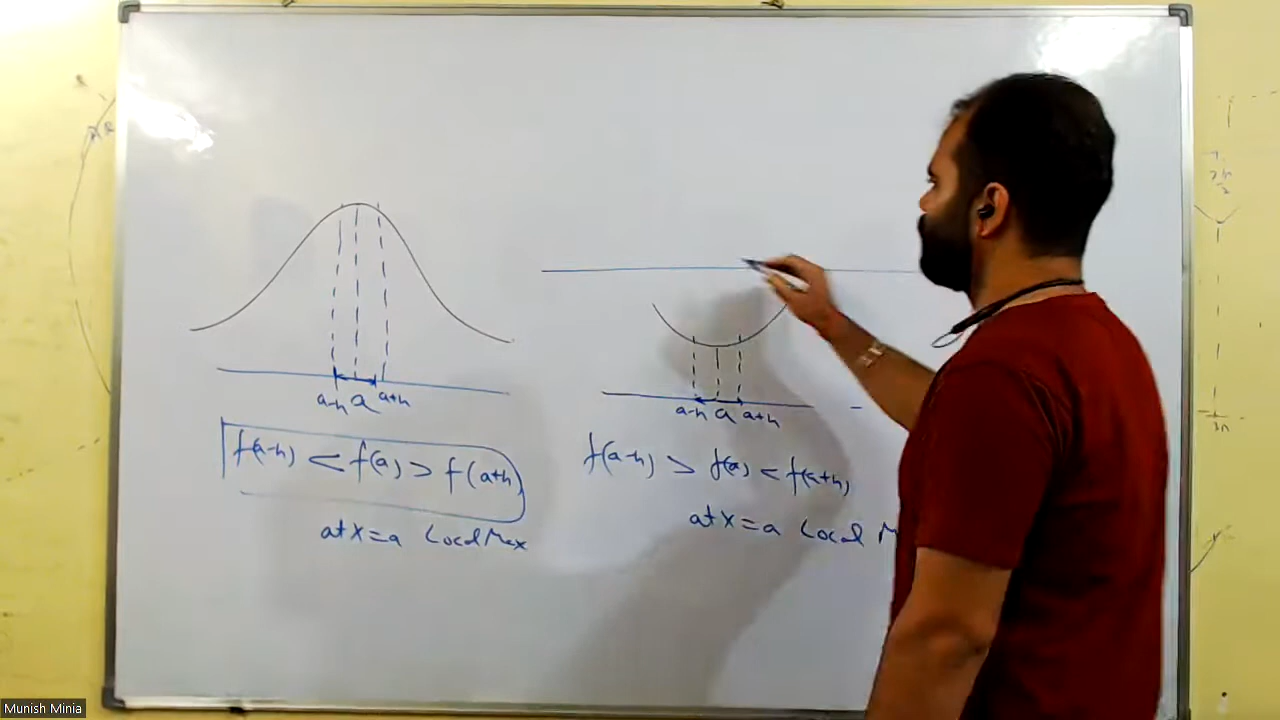 a-h a a+h
f(a-h) < f(a) > f(a+h)
at x=a Local Max
a-h a a+h
f(a-h) > f(a) < f(a+h)
at x=a Local M
Munish Minia